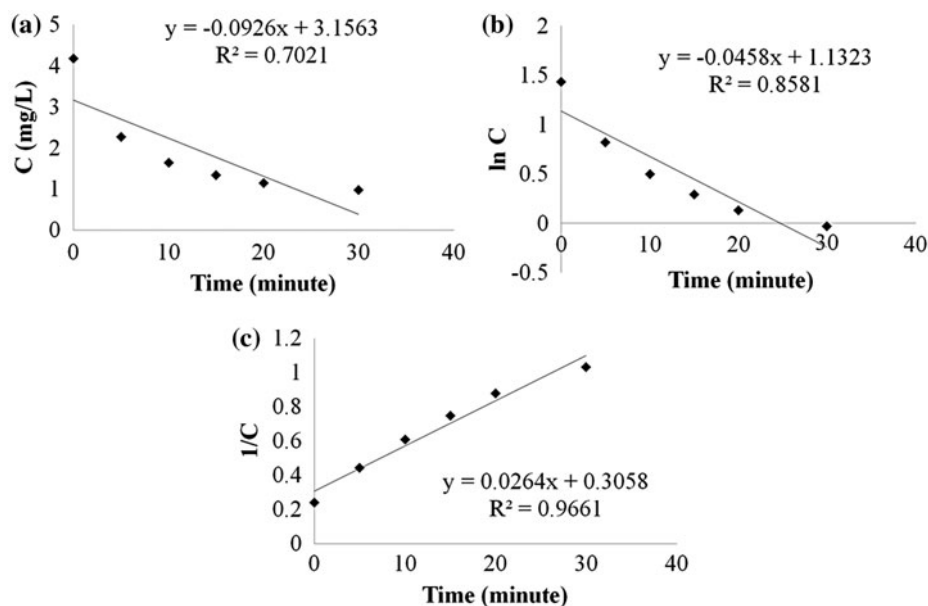 (a)
y = -0.0926x + 3.1563
R² = 0.7021
C (mg/L)
5
4
3
2
1
0
0 10 20 30 40
Time (minute)
(b)
y = -0.0458x + 1.1323
R² = 0.8581
ln C
2
1.5
1
0.5
0
-0.5
0 10 20 30 40
Time (minute)
(c)
1/C
1.2
1
0.8
0.6
0.4
0.2
0
y = 0.0264x + 0.3058
R² = 0.9661
0 10 20 30 40
Time (minute)